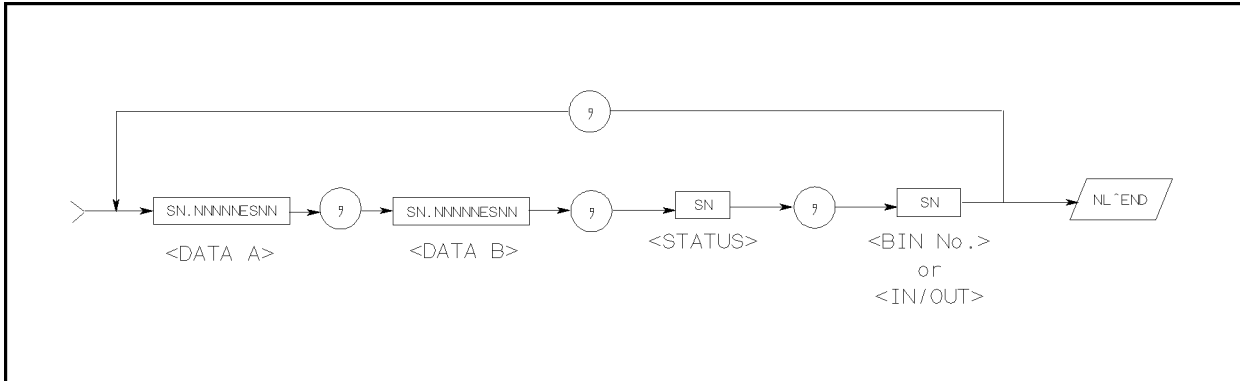 ,
SN.NNNNNESNN , SN.NNNNNESNN , SN , SN NL^END
<DATA A> <DATA B> <STATUS> <BIN No.>
or
<IN/OUT>